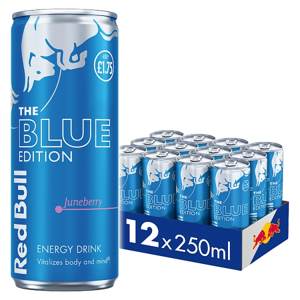 £1.75
THE
BLUE
EDITION
Red Bull
Juneberry
ENERGY DRINK
Vitalizes body and mind.®
12 x 250ml